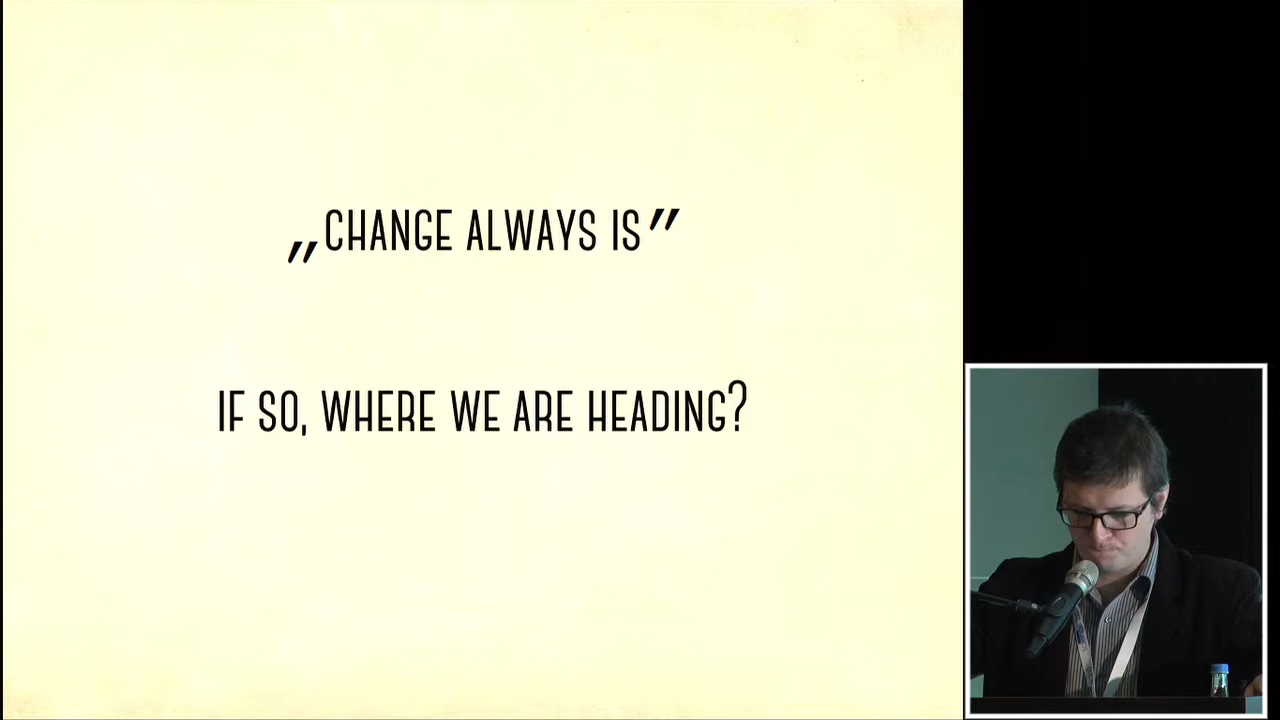 „CHANGE ALWAYS IS”
IF SO, WHERE WE ARE HEADING?